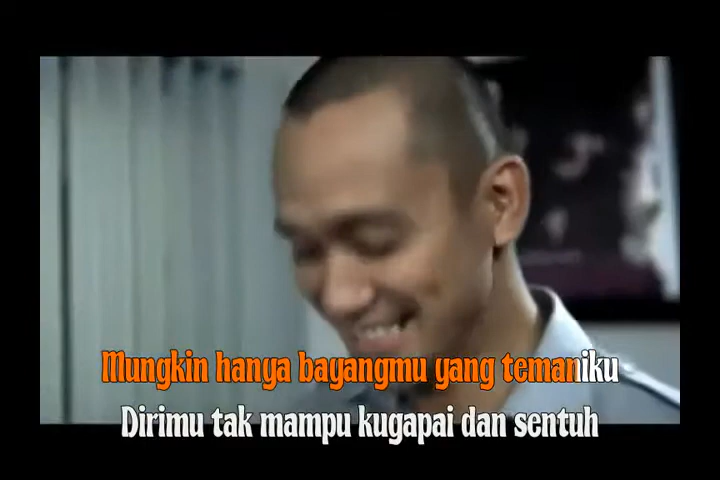 Mungkin hanya bayangmu yang temaniku
Dirimu tak mampu kugapai dan sentuh